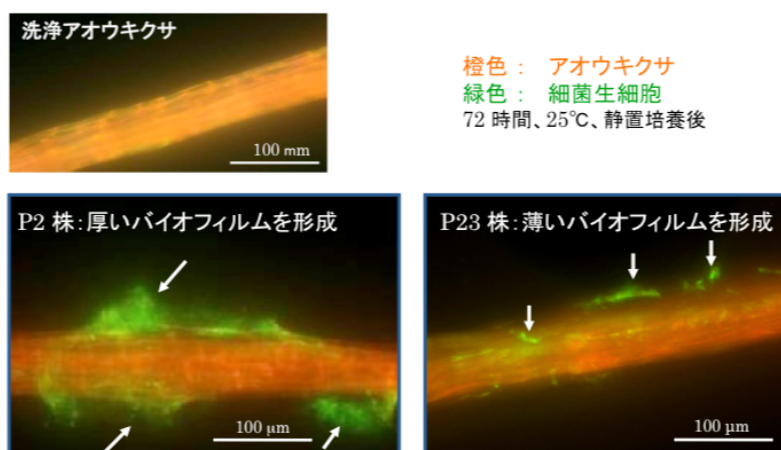 洗浄アオウキクサ
100 mm
橙色： アオウキクサ
緑色： 細菌生細胞
72 時間、25℃、静置培養後
P2 株：厚いバイオフィルムを形成
100 μm
P23 株：薄いバイオフィルムを形成
100 μm